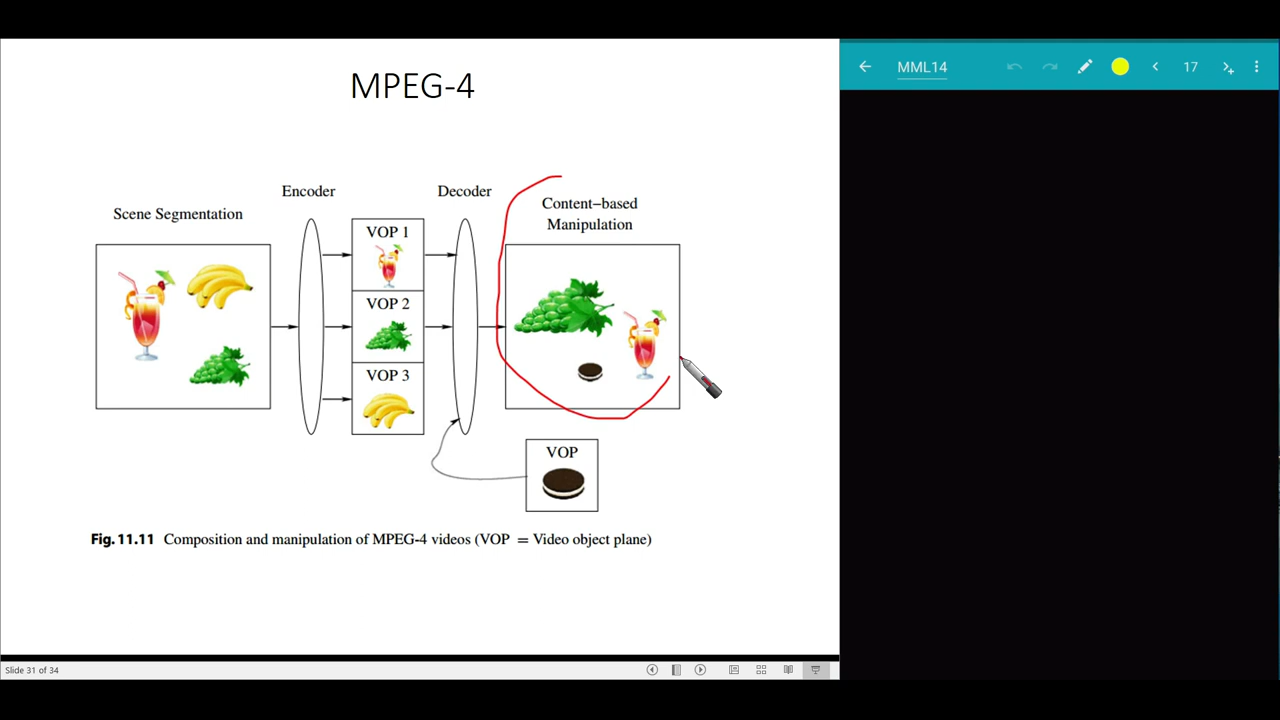 MPEG-4
MML14
17
Encoder
Decoder
Scene Segmentation
Content-based
Manipulation
VOP 1
VOP 2
VOP 3
VOP
Fig. 11.11 Composition and manipulation of MPEG-4 videos (VOP = Video object plane)
Slide 31 of 34